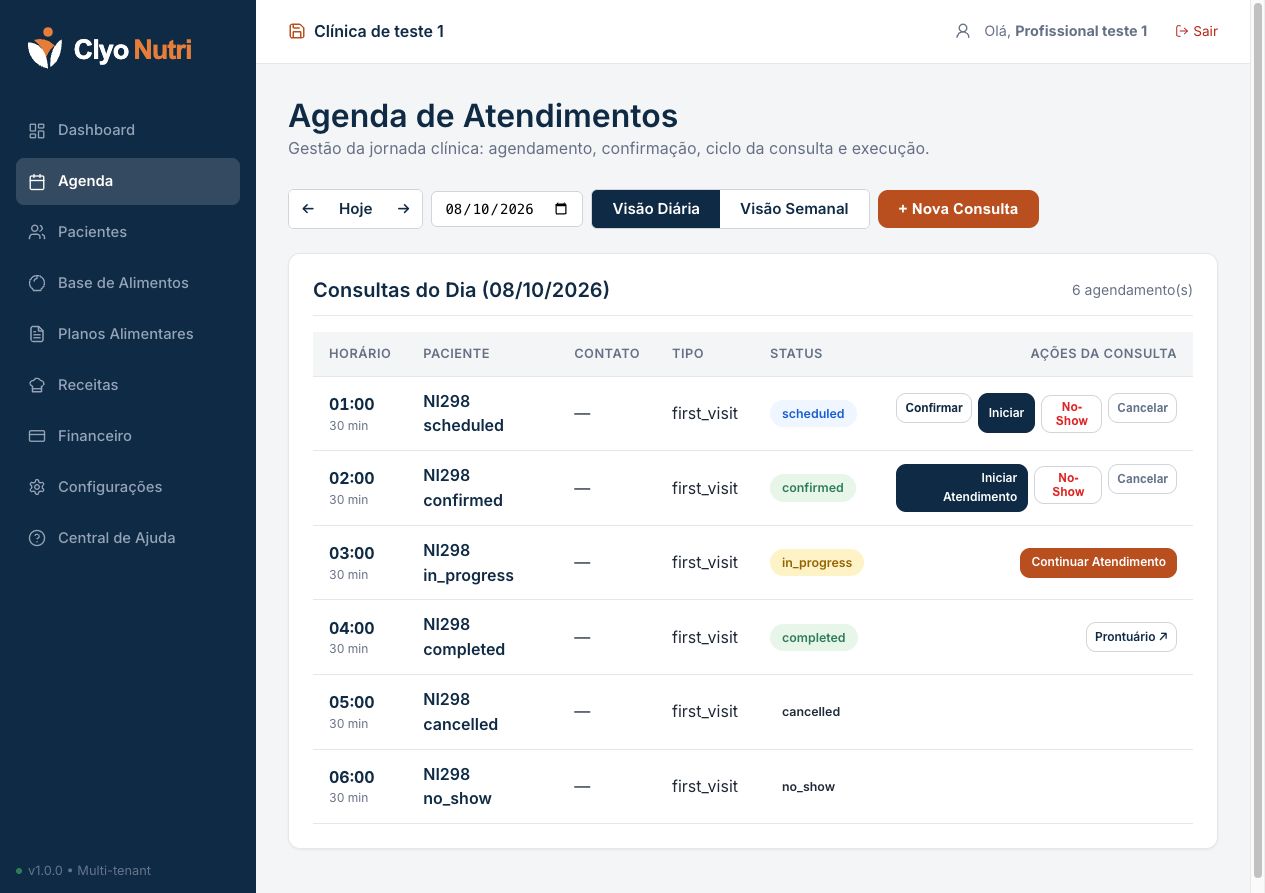 Clyo Nutri
Clínica de teste 1
Olá, Profissional teste 1
Sair
Dashboard
Agenda
Pacientes
Base de Alimentos
Planos Alimentares
Receitas
Financeiro
Configurações
Central de Ajuda
v1.0.0 • Multi-tenant
Agenda de Atendimentos
Gestão da jornada clínica: agendamento, confirmação, ciclo da consulta e execução.
← Hoje → 08/10/2026 Visão Diária Visão Semanal + Nova Consulta
Consultas do Dia (08/10/2026) 6 agendamento(s)
HORÁRIO PACIENTE CONTATO TIPO STATUS AÇÕES DA CONSULTA
01:00
30 min
NI298
scheduled
—
first_visit
scheduled
Confirmar
Iniciar
No-
Show
Cancelar
02:00
30 min
NI298
confirmed
—
first_visit
confirmed
Iniciar
Atendimento
No-
Show
Cancelar
03:00
30 min
NI298
in_progress
—
first_visit
in_progress
Continuar Atendimento
04:00
30 min
NI298
completed
—
first_visit
completed
Prontuário ↗
05:00
30 min
NI298
cancelled
—
first_visit
cancelled
06:00
30 min
NI298
no_show
—
first_visit
no_show